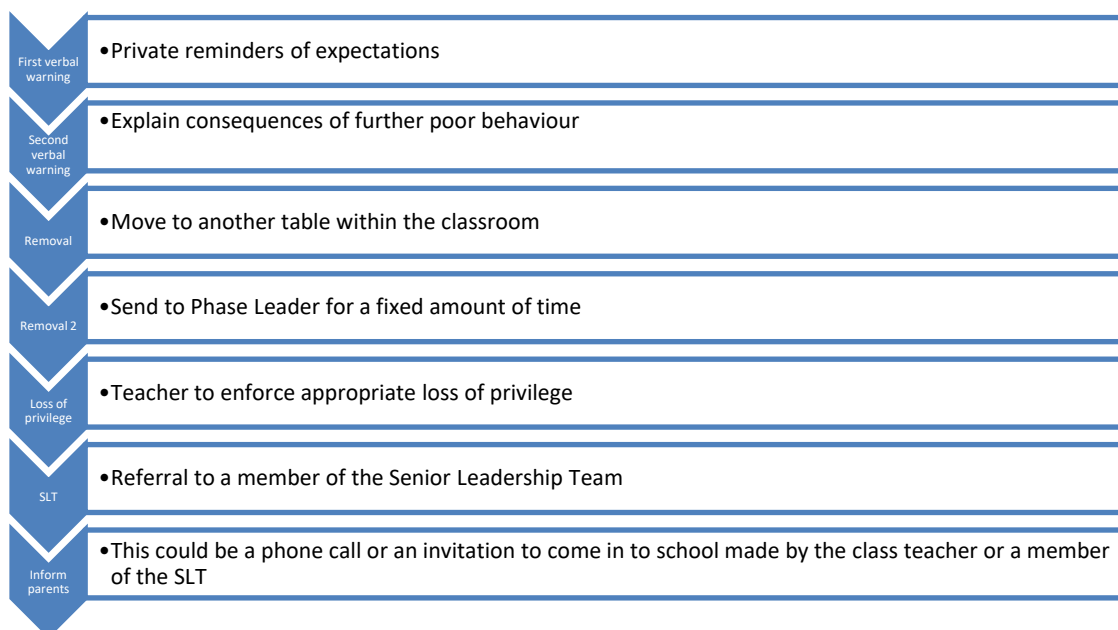 First verbal
warning
•Private reminders of expectations
Second
verbal
warning
•Explain consequences of further poor behaviour
Removal
•Move to another table within the classroom
Removal 2
•Send to Phase Leader for a fixed amount of time
Loss of
privilege
•Teacher to enforce appropriate loss of privilege
SLT
•Referral to a member of the Senior Leadership Team
Inform
parents
•This could be a phone call or an invitation to come in to school made by the class teacher or a member
of the SLT